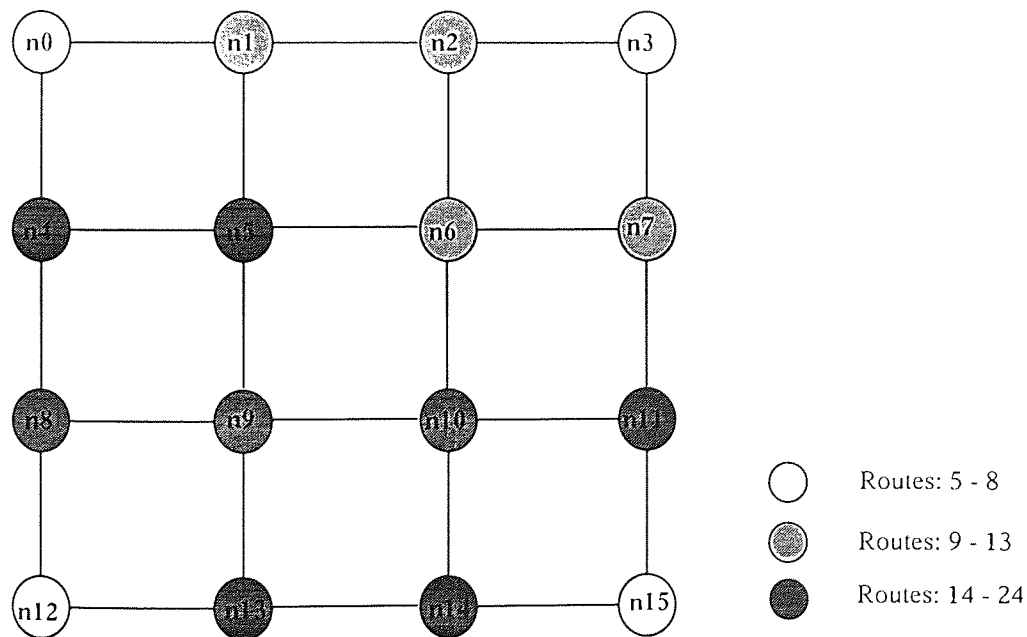 n0 n1 n2 n3
n4 n5 n6 n7
n8 n9 n10 n11
Routes: 5 - 8
Routes: 9 - 13
Routes: 14 - 24
n12 n13 n14 n15